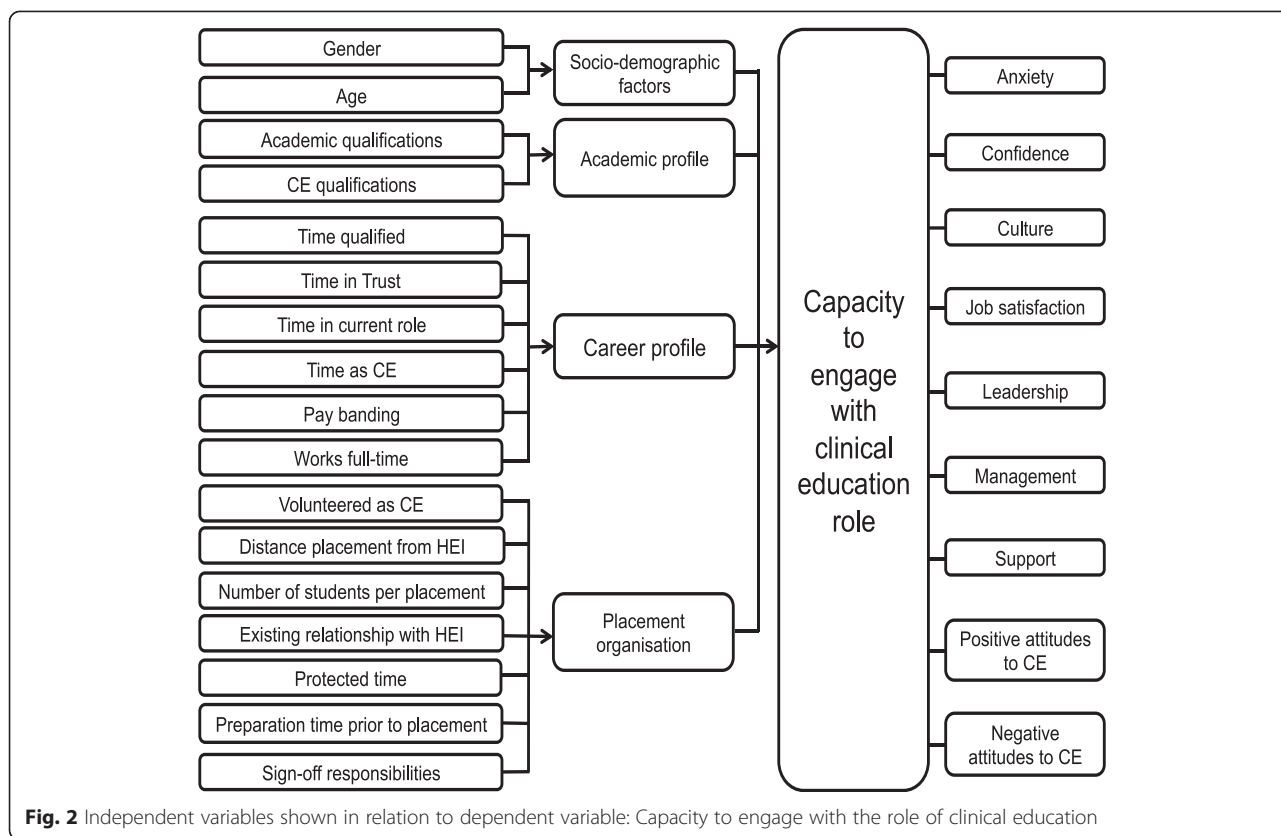 Gender
Age
Academic qualifications
CE qualifications
Time qualified
Time in Trust
Time in current role
Time as CE
Pay banding
Works full-time
Volunteered as CE
Distance placement from HEI
Number of students per placement
Existing relationship with HEI
Protected time
Preparation time prior to placement
Sign-off responsibilities
Socio-demographic
factors
Academic profile
Career profile
Placement
organisation
Capacity
to
engage
with
clinical
education
role
Anxiety
Confidence
Culture
Job satisfaction
Leadership
Management
Support
Positive attitudes
to CE
Negative
attitudes to CE
Fig. 2 Independent variables shown in relation to dependent variable: Capacity to engage with the role of clinical education